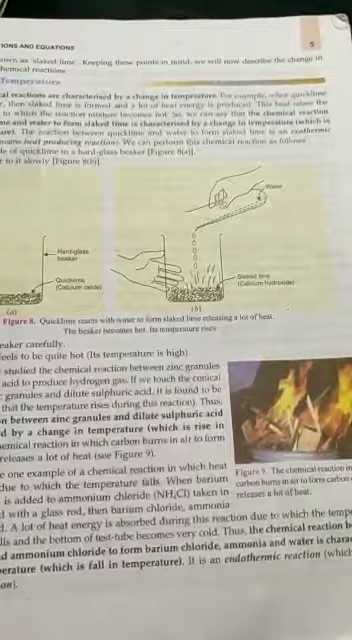 IONS AND EQUATIONS
5
own as 'slaked lime'. Keeping these points in mind, we will now describe the change in
hemical reactions
Temperature
cal reactions are characterised by a change in temperature. For example, when quicklime
r, then slaked lime is formed and a lot of heat energy is produced. This heat raises the
to which the reaction mixture becomes hot. So, we can say that the chemical reaction
me and water to form slaked lime is characterised by a change in temperature (which is
ure). The reaction between quicklime and water to form slaked lime is an exothermic
means heat producing reaction). We can perform this chemical reaction as follows
le of quicklime in a hard-glass beaker [Figure 8(a)].
r to it slowly [Figure 8(b)].
Water
Hard-glass
beaker
Quicklime
(Calcium oxide)
Slaked lime
(Calcium hydroxide)
(a)
(b)
Figure 8. Quicklime reacts with water to form slaked lime releasing a lot of heat.
The beaker becomes hot. Its temperature rises
eaker carefully.
feels to be quite hot (Its temperature is high)
studied the chemical reaction between zinc granules
acid to produce hydrogen gas. If we touch the conical
granules and dilute sulphuric acid, it is found to be
that the temperature rises during this reaction). Thus,
n between zinc granules and dilute sulphuric acid
d by a change in temperature (which is rise in
hemical reaction in which carbon burns in air to form
releases a lot of heat (see Figure 9).
Figure 9. The chemical reaction in
carbon burns in air to form carbon
releases a lot of heat.
e one example of a chemical reaction in which heat
due to which the temperature falls. When barium
is added to ammonium chloride (NH4Cl) taken in
d with a glass rod, then barium chloride, ammonia
d. A lot of heat energy is absorbed during this reaction due to which the tempe
lls and the bottom of test-tube becomes very cold. Thus, the chemical reaction b
nd ammonium chloride to form barium chloride, ammonia and water is charac
perature (which is fall in temperature). It is an endothermic reaction (which
on).